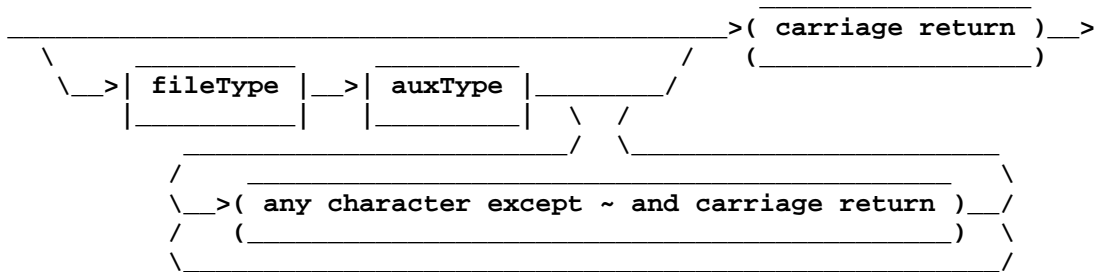 carriage return
fileType auxType
any character except ~ and carriage return